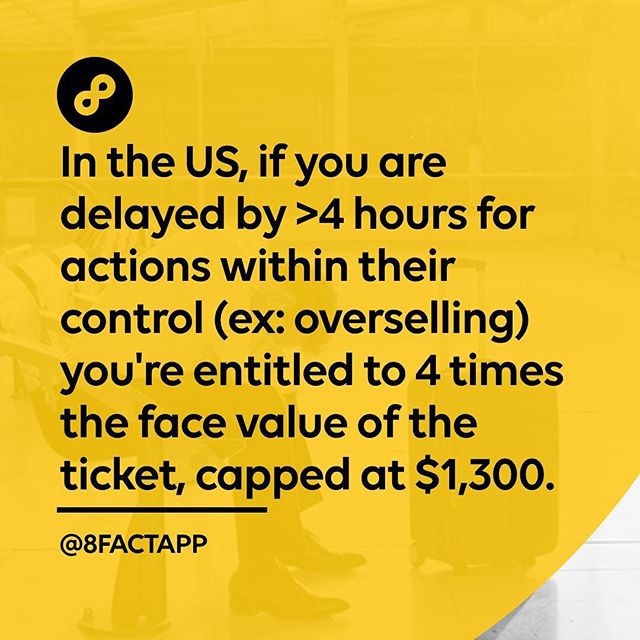 In the US, if you are
delayed by >4 hours for
actions within their
control (ex: overselling)
you're entitled to 4 times
the face value of the
ticket, capped at $1,300.
@8FACTAPP